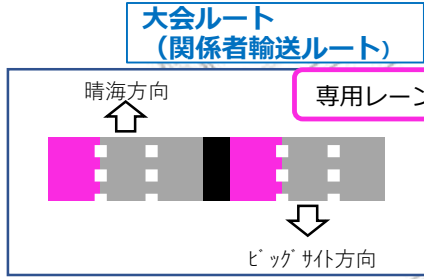 大会ルート
（関係者輸送ルート）
晴海方向
専用レーン
ﾋﾞｯｸﾞｻｲﾄ方向